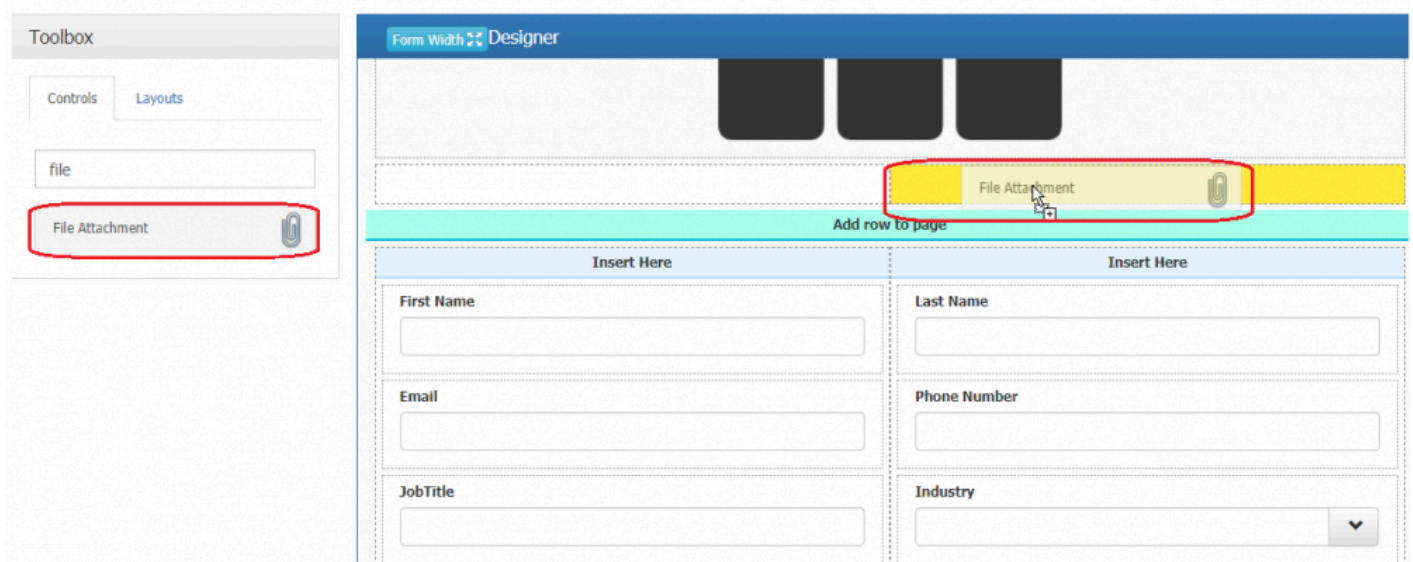 Toolbox
Controls Layouts
file
File Attachment
Form Width Designer
File Attachment
Add row to page
Insert Here Insert Here
First Name Last Name
Email Phone Number
JobTitle Industry